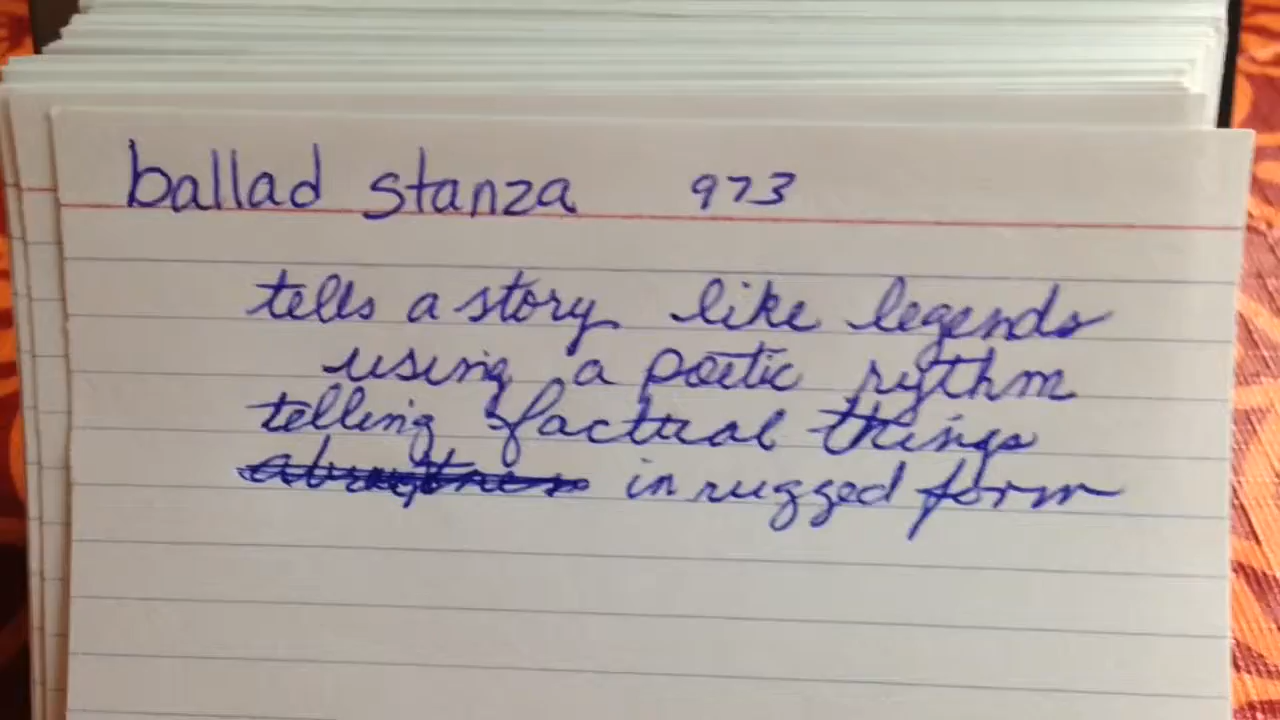 ballad stanza 973
tells a story like legends
using a poetic rythm
telling factual things
in rugged form